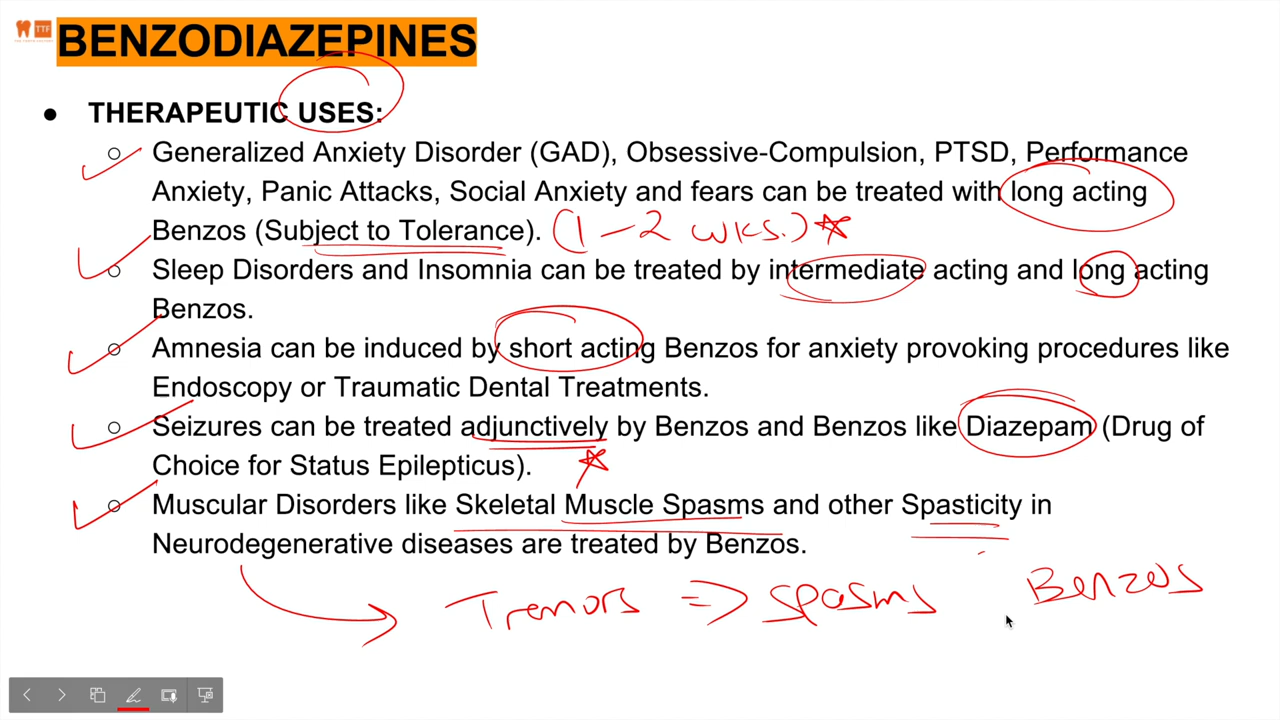 TTF
BENZODIAZEPINES
● THERAPEUTIC USES:
○ Generalized Anxiety Disorder (GAD), Obsessive-Compulsion, PTSD, Performance
Anxiety, Panic Attacks, Social Anxiety and fears can be treated with long acting
Benzos (Subject to Tolerance). (1-2 wks.)
○ Sleep Disorders and Insomnia can be treated by intermediate acting and long acting
Benzos.
○ Amnesia can be induced by short acting Benzos for anxiety provoking procedures like
Endoscopy or Traumatic Dental Treatments.
○ Seizures can be treated adjunctively by Benzos and Benzos like Diazepam (Drug of
Choice for Status Epilepticus).
○ Muscular Disorders like Skeletal Muscle Spasms and other Spasticity in
Neurodegenerative diseases are treated by Benzos.
Tremors => spasms Benzos